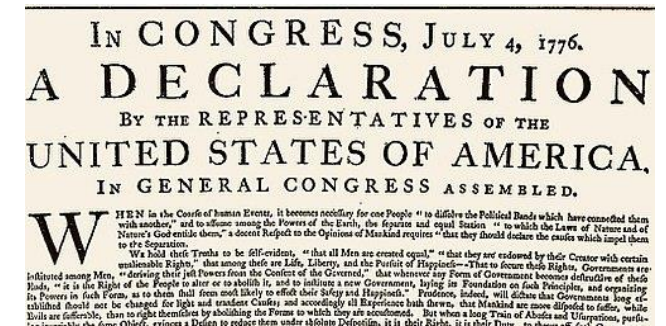 IN CONGRESS, JULY 4, 1776.
A DECLARATION
BY THE REPRESENTATIVES OF THE
UNITED STATES OF AMERICA,
IN GENERAL CONGRESS ASSEMBLED.
WHEN in the Course of human Events, it becomes necessary for one People " to dissolve the Political Bands which have connected them
with another," and to assume among the Powers of the Earth, the separate and equal Station " to which the Laws of Nature and of
Nature's God entitle them," a decent Respect to the Opinions of Mankind requires " that they should declare the causes which impel them
to the Separation.
We hold these Truths to be self-evident, "that all Men are created equal," " that they are endowed by their Creator with certain
unalienable Rights," that among these are Life, Liberty, and the Pursuit of Happiness—That to secure these Rights, Governments are
instituted among Men, "deriving their just Powers from the Consent of the Governed," that whenever any Form of Government becomes destructive of these
Ends, " it is the Right of the People to alter or to abolish it, and to institute a new Government, laying its Foundation on such Principles, and organizing
its Powers in such Form, as to them shall seem most likely to effect their Safety and Happiness." Prudence, indeed, will dictate that Governments long es-
tablished should not be changed for light and transient Causes; and accordingly all Experience hath shewn, that Mankind are more disposed to suffer, while
Evils are sufferable, than to right themselves by abolishing the Forms to which they are accustomed. But when a long Train of Abuses and Usurpations, pursu-
invariably the same Object, evinces a Design to reduce them under absolute Despotism, it is their Right, it is their Duty, to